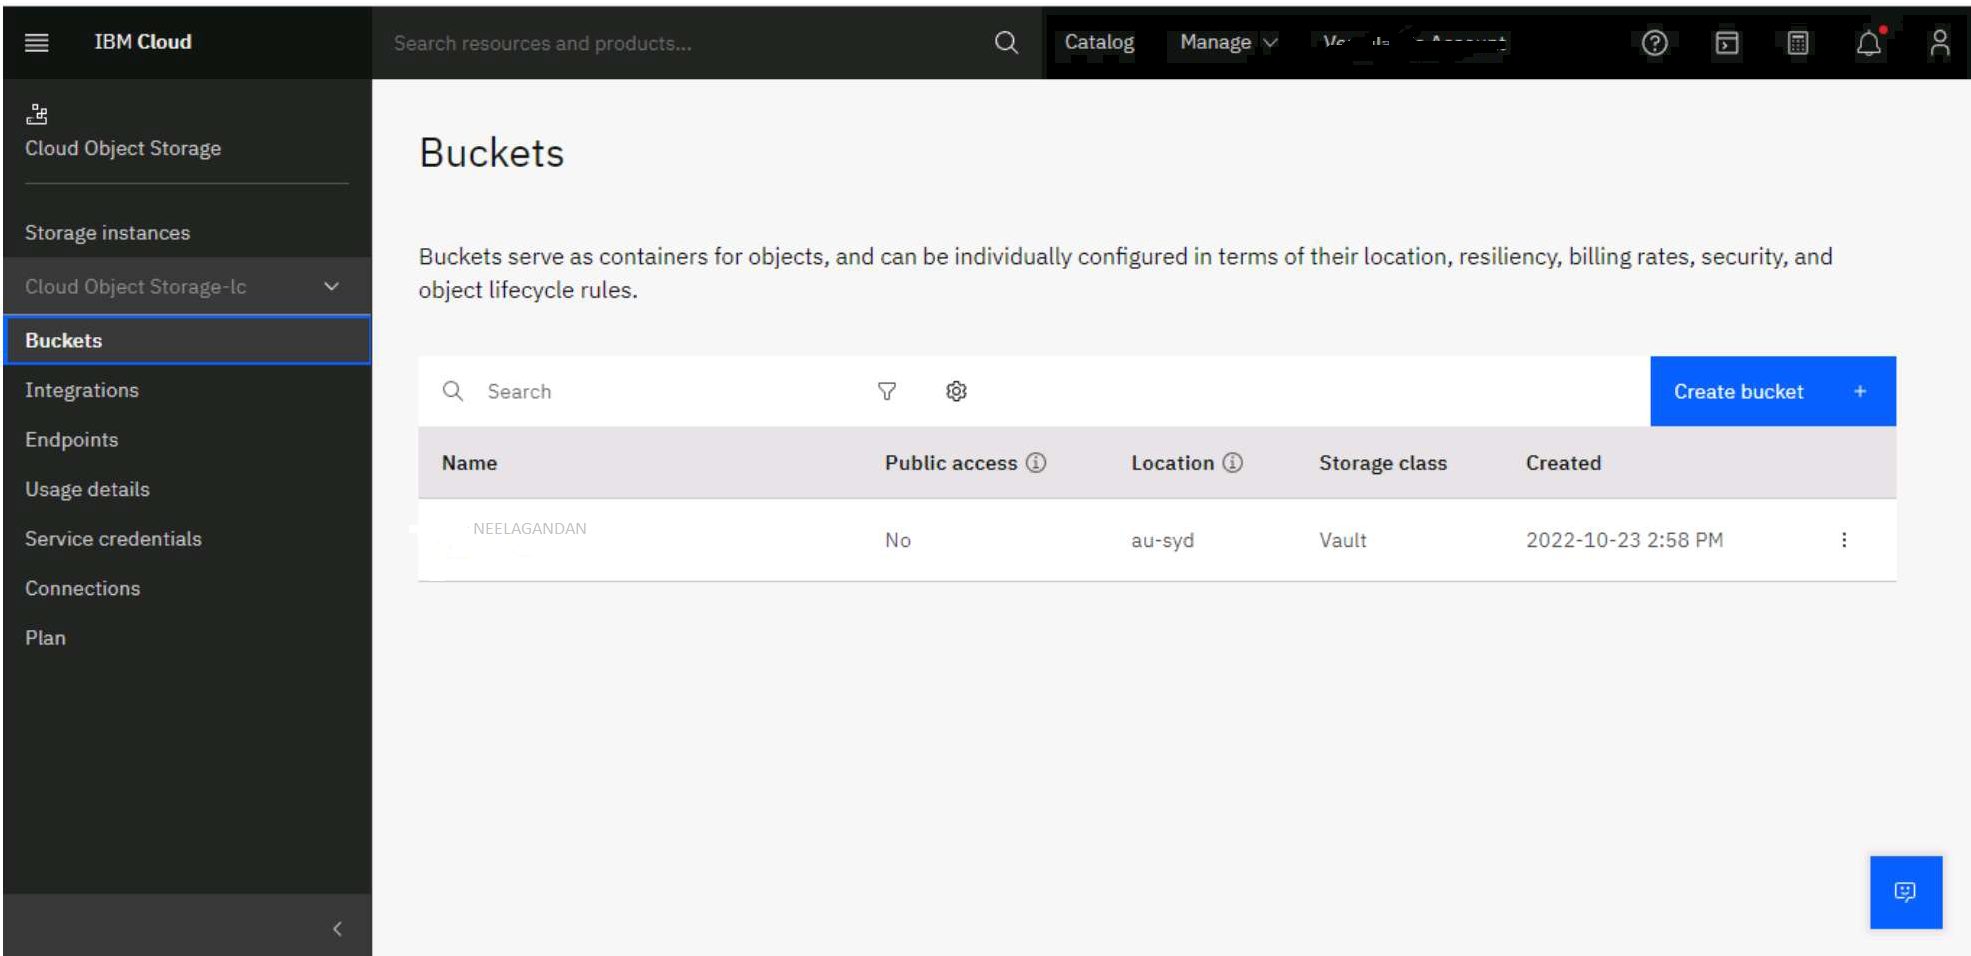 IBM Cloud
Search resources and products...
Catalog
Manage
Cloud Object Storage
Storage instances
Cloud Object Storage-lc
Buckets
Integrations
Endpoints
Usage details
Service credentials
Connections
Plan
Buckets
Buckets serve as containers for objects, and can be individually configured in terms of their location, resiliency, billing rates, security, and
object lifecycle rules.
Search
Create bucket +
Name Public access Location Storage class Created
NEELAGANDAN No au-syd Vault 2022-10-23 2:58 PM